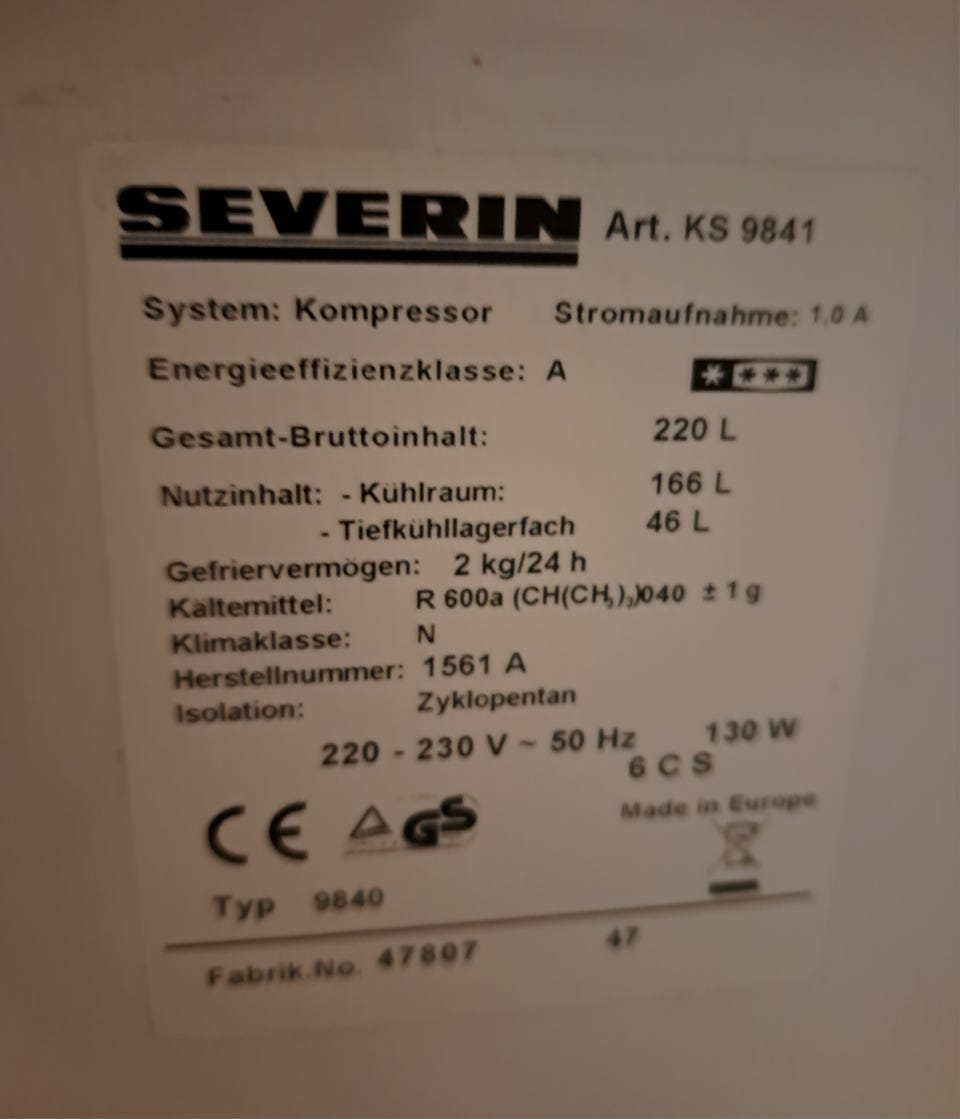 SEVERIN Art. KS 9841
System: Kompressor Stromaufnahme: 1,0 A
Energieeffizienzklasse: A
Gesamt-Bruttoinhalt: 220 L
Nutzinhalt: - Kühlraum: 166 L
- Tiefkühllagerfach 46 L
Gefriervermögen: 2 kg/24 h
Kältemittel: R 600a (CH(CH₃)₃)040 ± 1 g
Klimaklasse: N
Herstellnummer: 1561 A
Isolation: Zyklopentan
220 - 230 V ~ 50 Hz 130 W
6 C S
Made in Europe
CE GS
Typ 9840
Fabrik.No. 47807 47